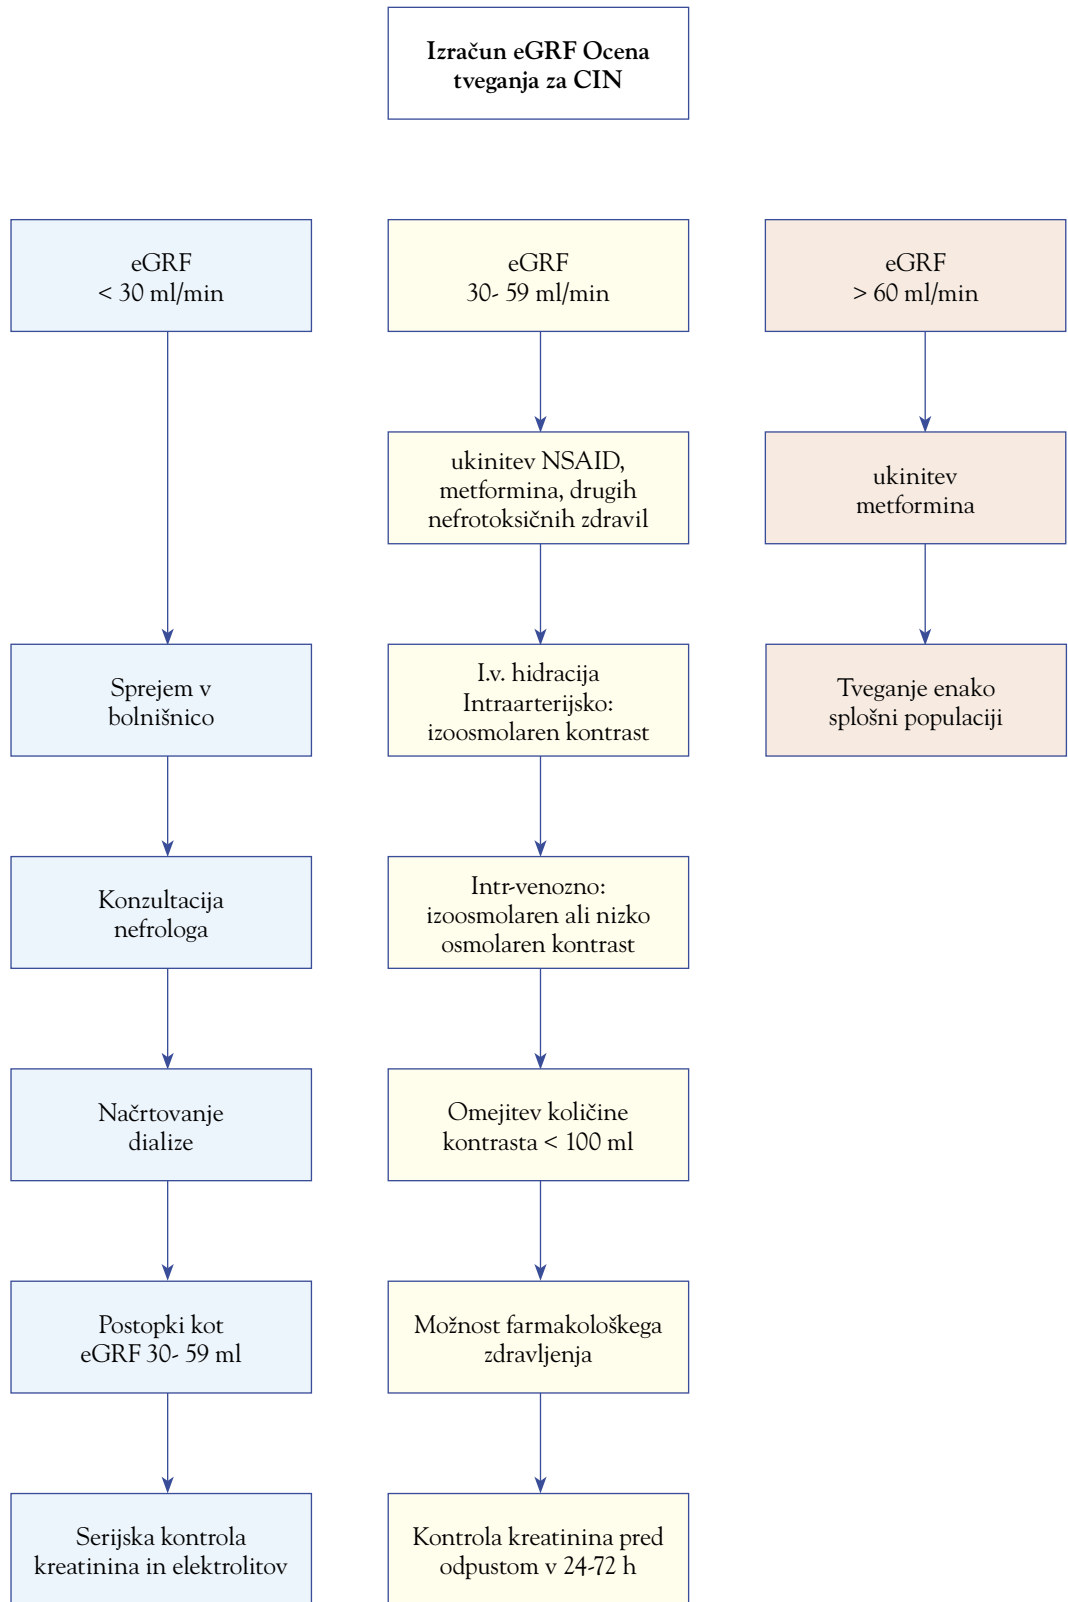 Izračun eGRF Ocena
tveganja za CIN
eGRF
< 30 ml/min
Sprejem v
bolnišnico
Konzultacija
nefrologa
Načrtovanje
dialize
Postopki kot
eGRF 30- 59 ml
Serijska kontrola
kreatinina in elektrolitov
eGRF
30- 59 ml/min
ukinitev NSAID,
metformina, drugih
nefrotoksičnih zdravil
I.v. hidracija
Intraarterijsko:
izoosmolaren kontrast
Intr-venozno:
izoosmolaren ali nizko
osmolaren kontrast
Omejitev količine
kontrasta < 100 ml
Možnost farmakološkega
zdravljenja
Kontrola kreatinina pred
odpustom v 24-72 h
eGRF
> 60 ml/min
ukinitev
metformina
Tveganje enako
splošni populaciji